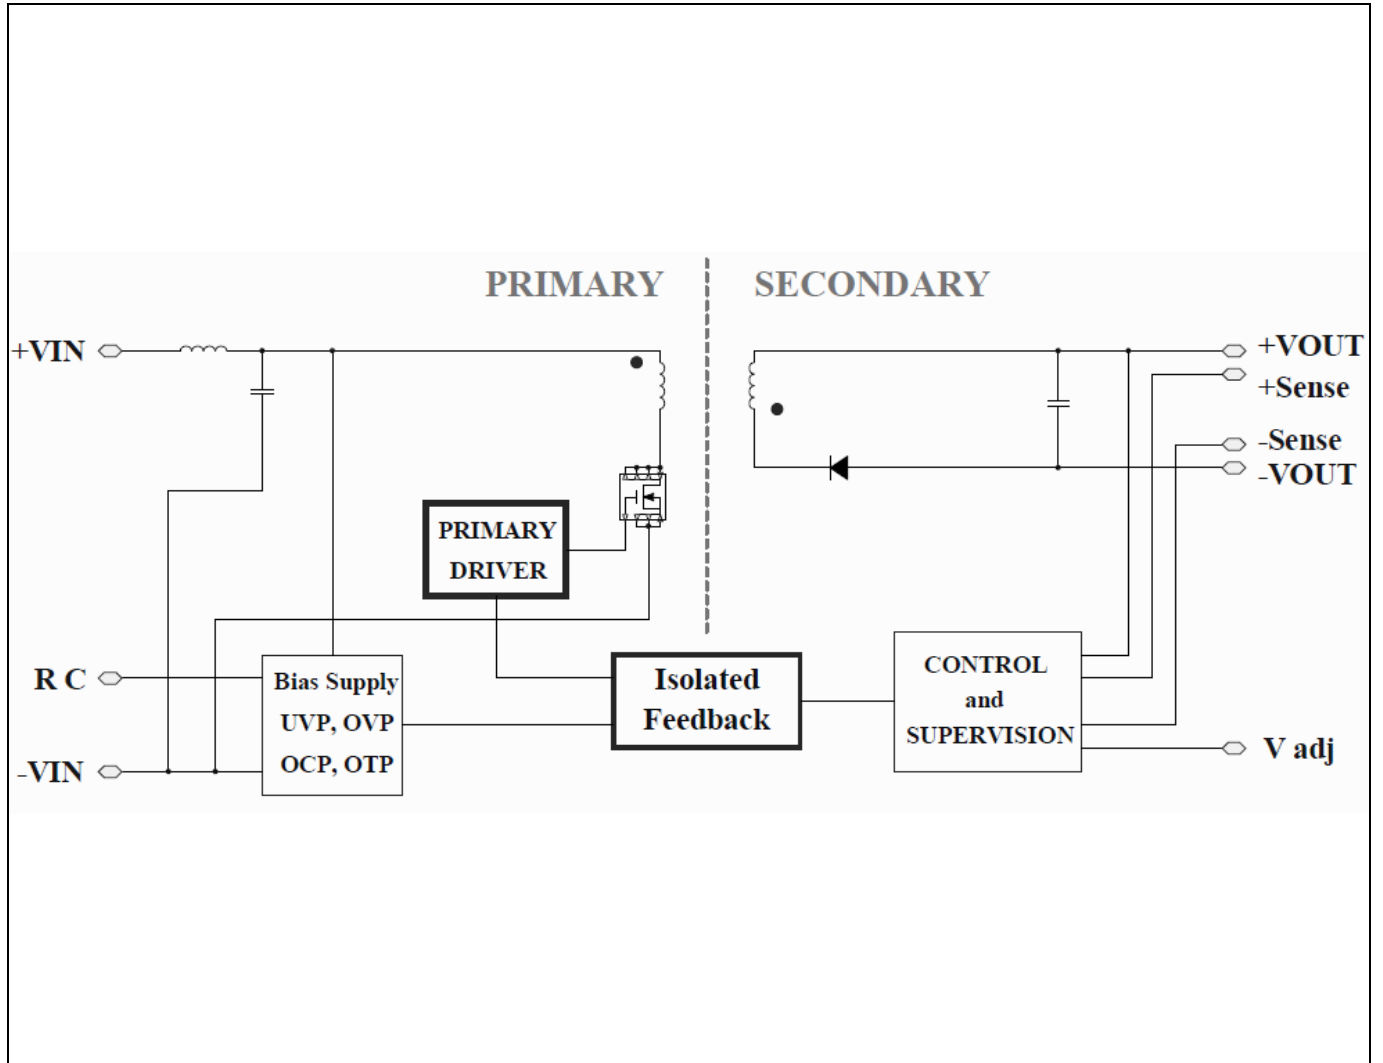 PRIMARY
SECONDARY
+VIN
+VOUT
+Sense
-Sense
-VOUT
PRIMARY
DRIVER
R C
Bias Supply
UVP, OVP
OCP, OTP
Isolated
Feedback
CONTROL
and
SUPERVISION
-VIN
V adj